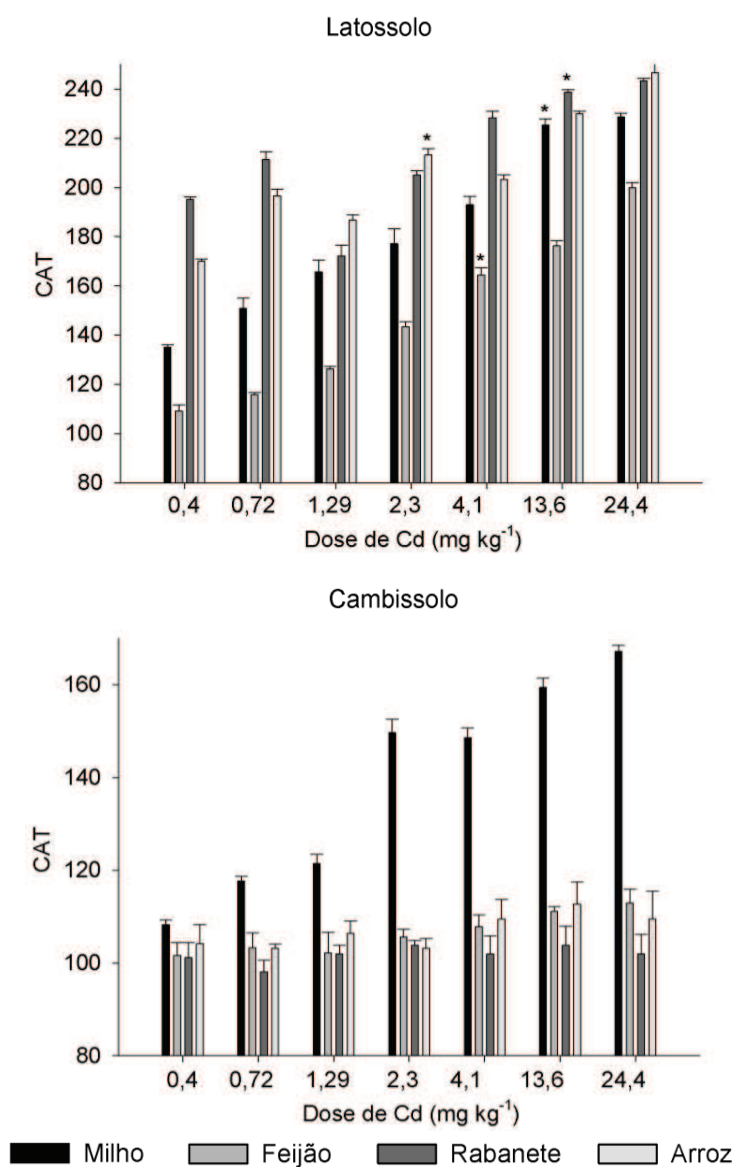 Latossolo
240
220
200
180
160
140
120
100
80
CAT
* * * *
0,4 0,72 1,29 2,3 4,1 13,6 24,4
Dose de Cd (mg kg⁻¹)
Cambissolo
160
140
120
100
80
CAT
0,4 0,72 1,29 2,3 4,1 13,6 24,4
Dose de Cd (mg kg⁻¹)
Milho Feijão Rabanete Arroz